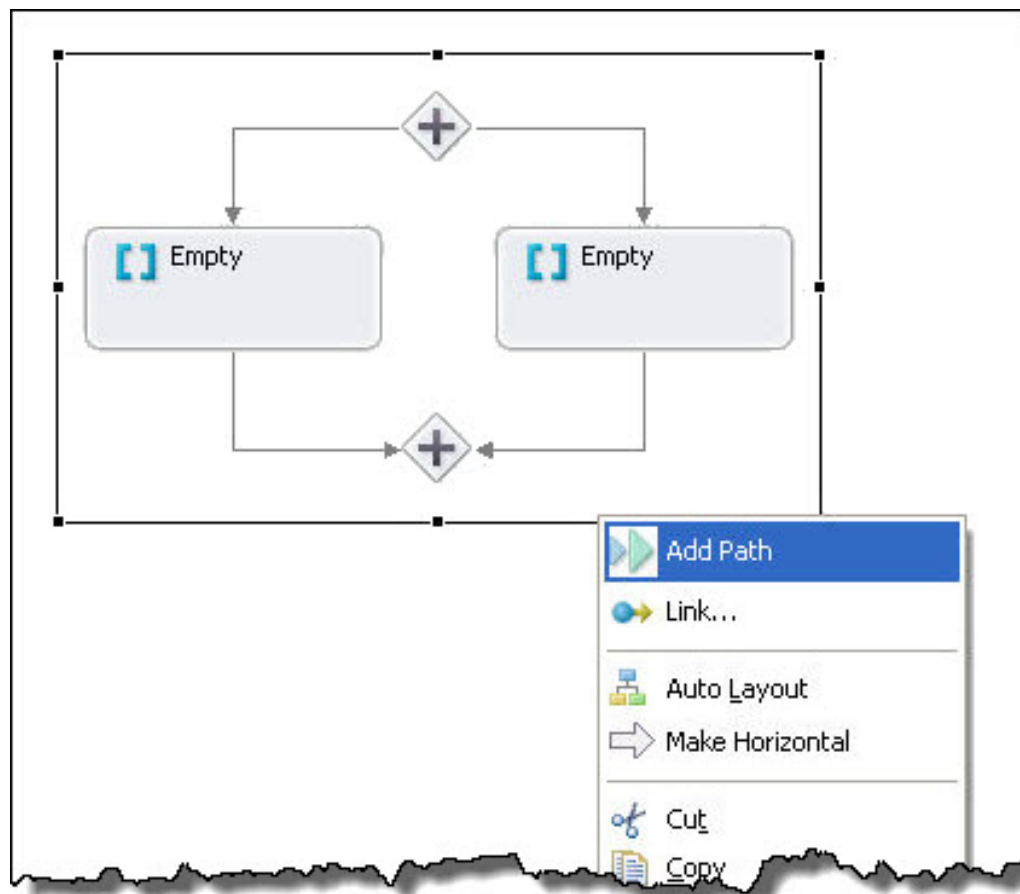 Empty
Empty
Add Path
Link...
Auto Layout
Make Horizontal
Cut
Copy